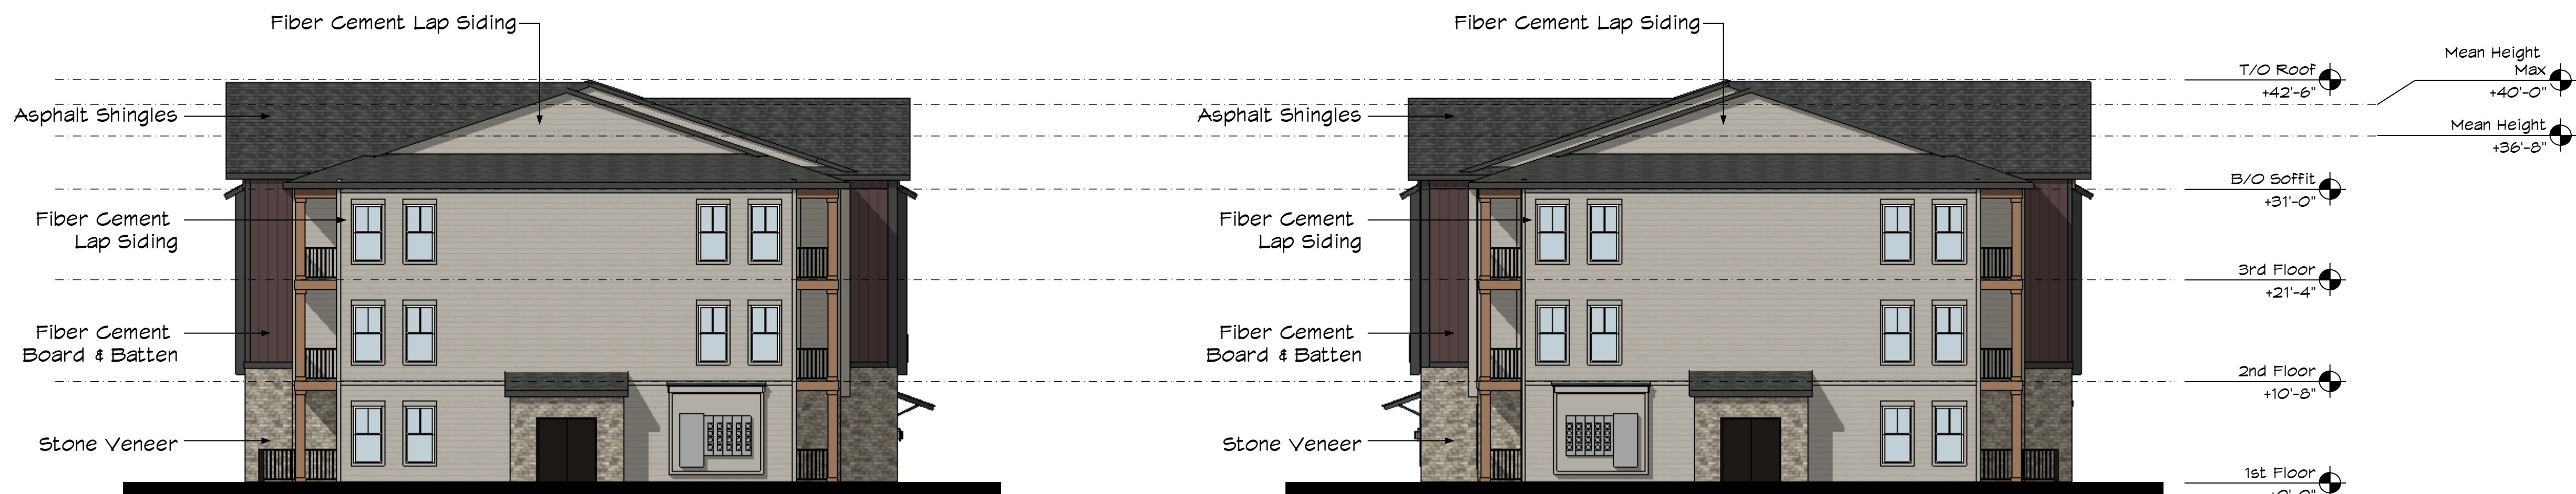 Fiber Cement Lap Siding
Asphalt Shingles
Fiber Cement
Lap Siding
Fiber Cement
Board & Batten
Stone Veneer
Fiber Cement Lap Siding
Asphalt Shingles
Fiber Cement
Lap Siding
Fiber Cement
Board & Batten
Stone Veneer
T/O Roof
+42'-6"
Mean Height
Max
+40'-0"
Mean Height
+36'-8"
B/O Soffit
+31'-0"
3rd Floor
+21'-4"
2nd Floor
+10'-8"
1st Floor